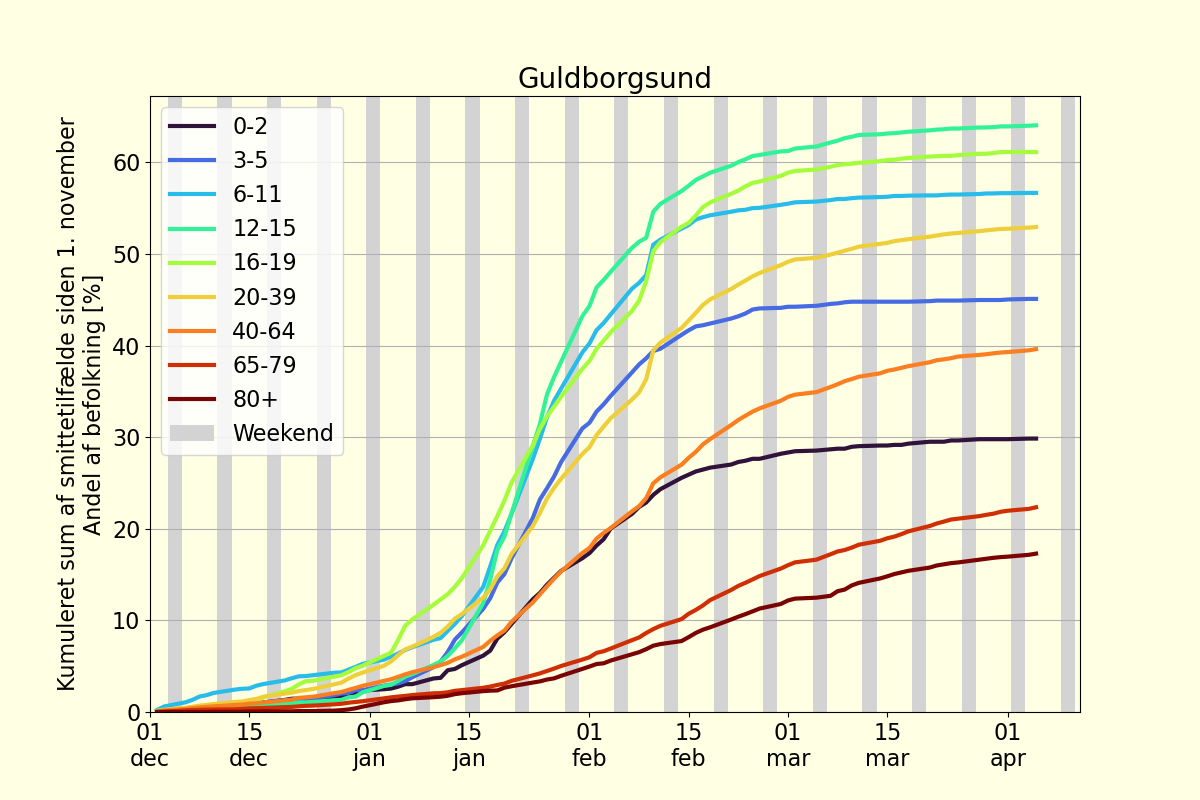 Guldborgsund
Kumuleret sum af smittetilfælde siden 1. november
Andel af befolkning [%]
60
50
40
30
20
10
0
0-2
3-5
6-11
12-15
16-19
20-39
40-64
65-79
80+
Weekend
01 15 01 15 01 15 01 15 01
dec dec jan jan feb feb mar mar apr